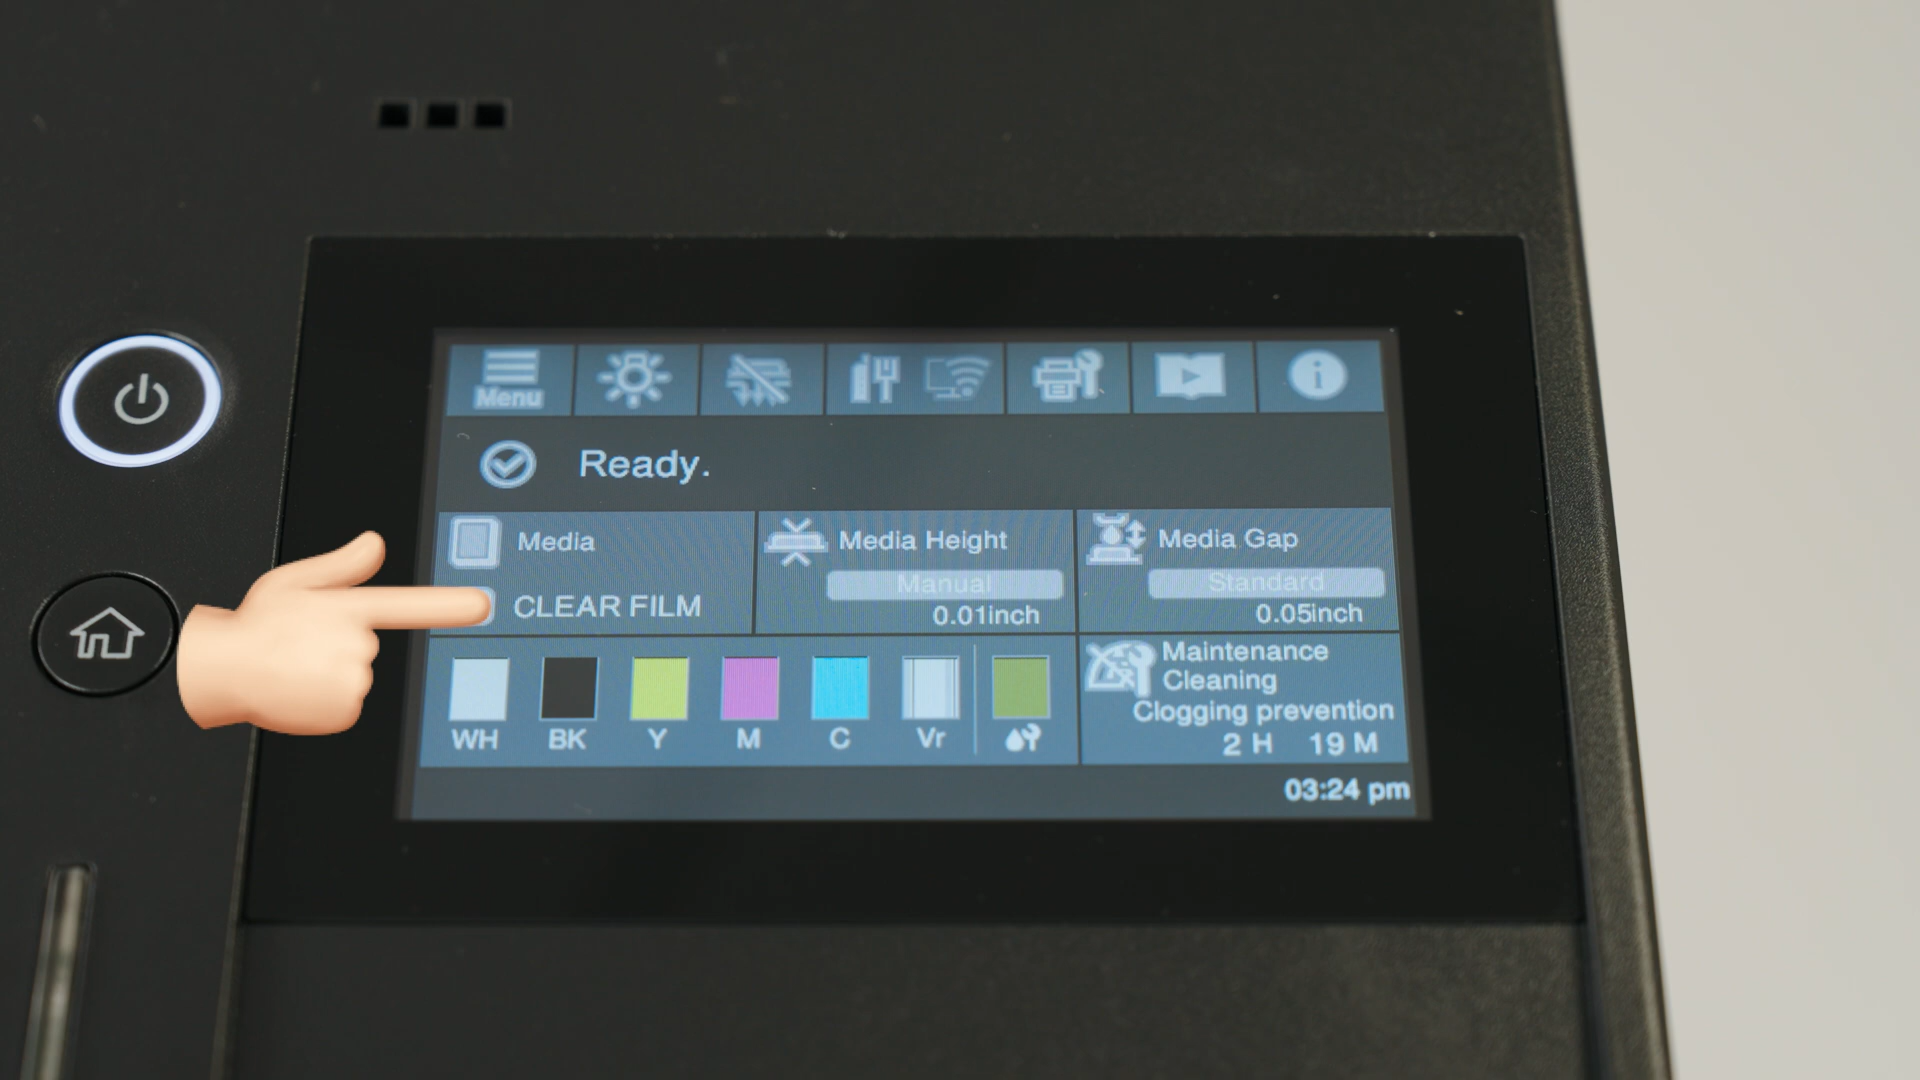 Menu
Ready.
Media
CLEAR FILM
Media Height
Manual
0.01inch
Media Gap
Standard
0.05inch
WH BK Y M C Vr
Maintenance
Cleaning
Clogging prevention
2 H 19 M
03:24 pm